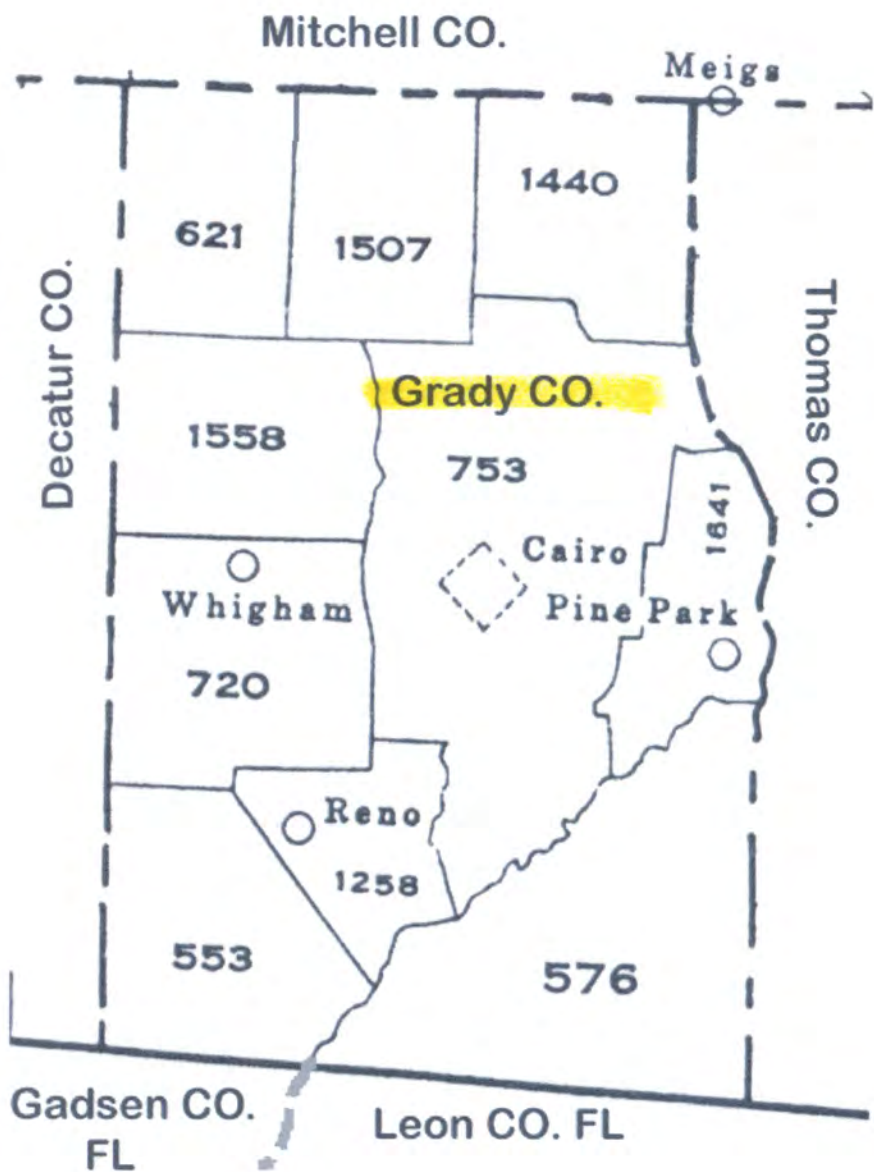 Mitchell CO.
Meigs
1440
621
1507
Decatur CO.
Thomas CO.
Grady CO.
1558
753
1641
Cairo
Whigham
Pine Park
720
Reno
1258
553
576
Gadsen CO.
FL
Leon CO. FL